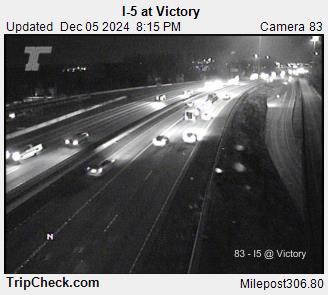 I-5 at Victory
Updated Dec 05 2024 8:15 PM Camera 83
T
N
83 - I5 @ Victory
TripCheck.com Milepost306.80